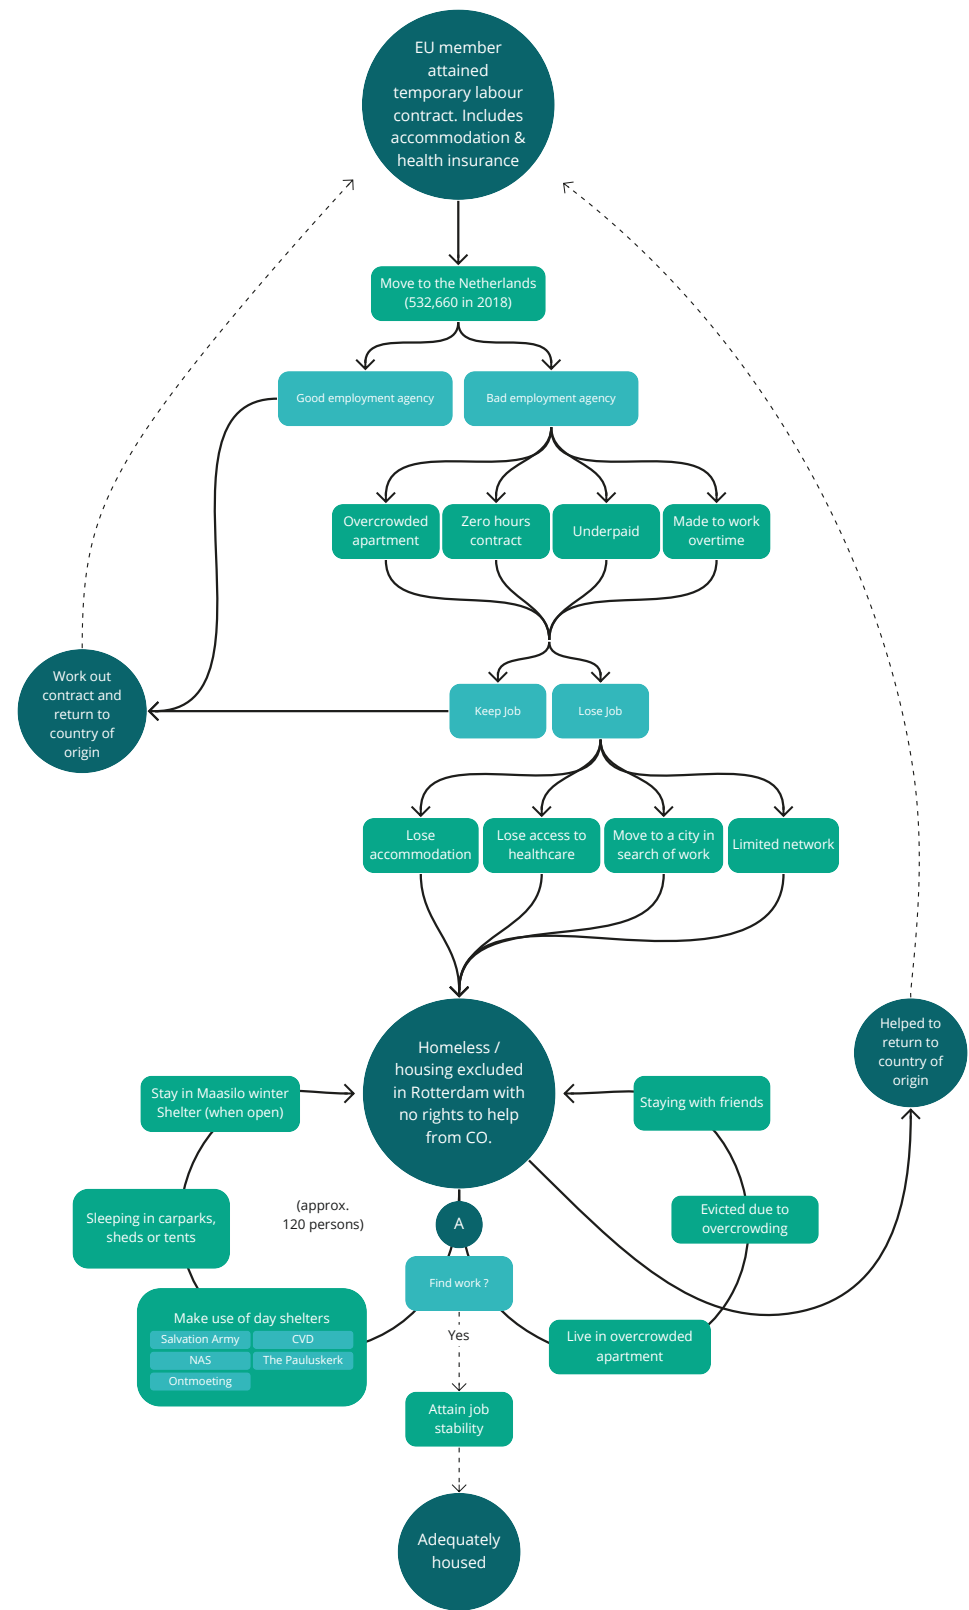 EU member
attained
temporary labour
contract. Includes
accommodation &
health insurance
Move to the Netherlands
(532,660 in 2018)
Good employment agency
Bad employment agency
Overcrowded
apartment
Zero hours
contract
Underpaid
Made to work
overtime
Work out
contract and
return to
country of
origin
Keep Job
Lose Job
Lose
accommodation
Lose access to
healthcare
Move to a city in
search of work
Limited network
Homeless /
housing excluded
in Rotterdam with
no rights to help
from CO.
Helped to
return to
country of
origin
Stay in Maasilo winter
Shelter (when open)
Staying with friends
Sleeping in carparks,
sheds or tents
(approx.
120 persons)
A
Evicted due to
overcrowding
Find work ?
Make use of day shelters
Salvation Army
CVD
NAS
The Pauluskerk
Ontmoeting
Yes
Live in overcrowded
apartment
Attain job
stability
Adequately
housed